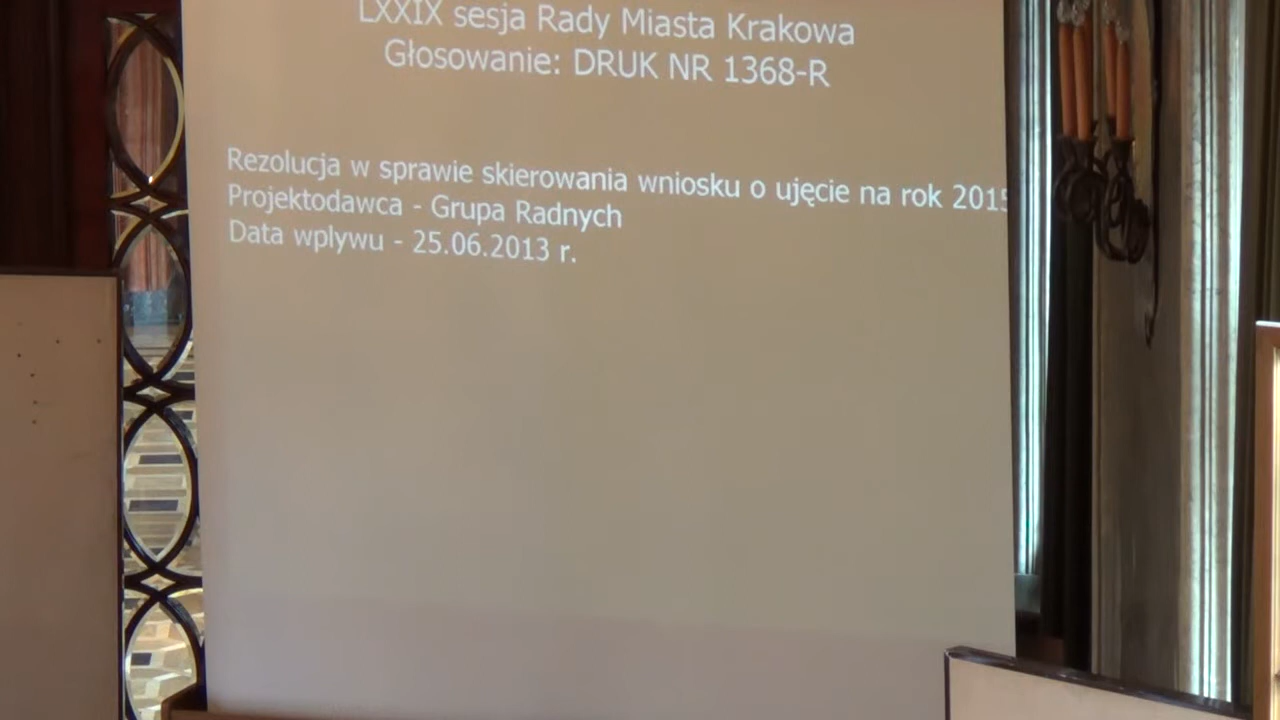 LXXIX sesja Rady Miasta Krakowa
Głosowanie: DRUK NR 1368-R
Rezolucja w sprawie skierowania wniosku o ujęcie na rok 2015
Projektodawca - Grupa Radnych
Data wpływu - 25.06.2013 r.